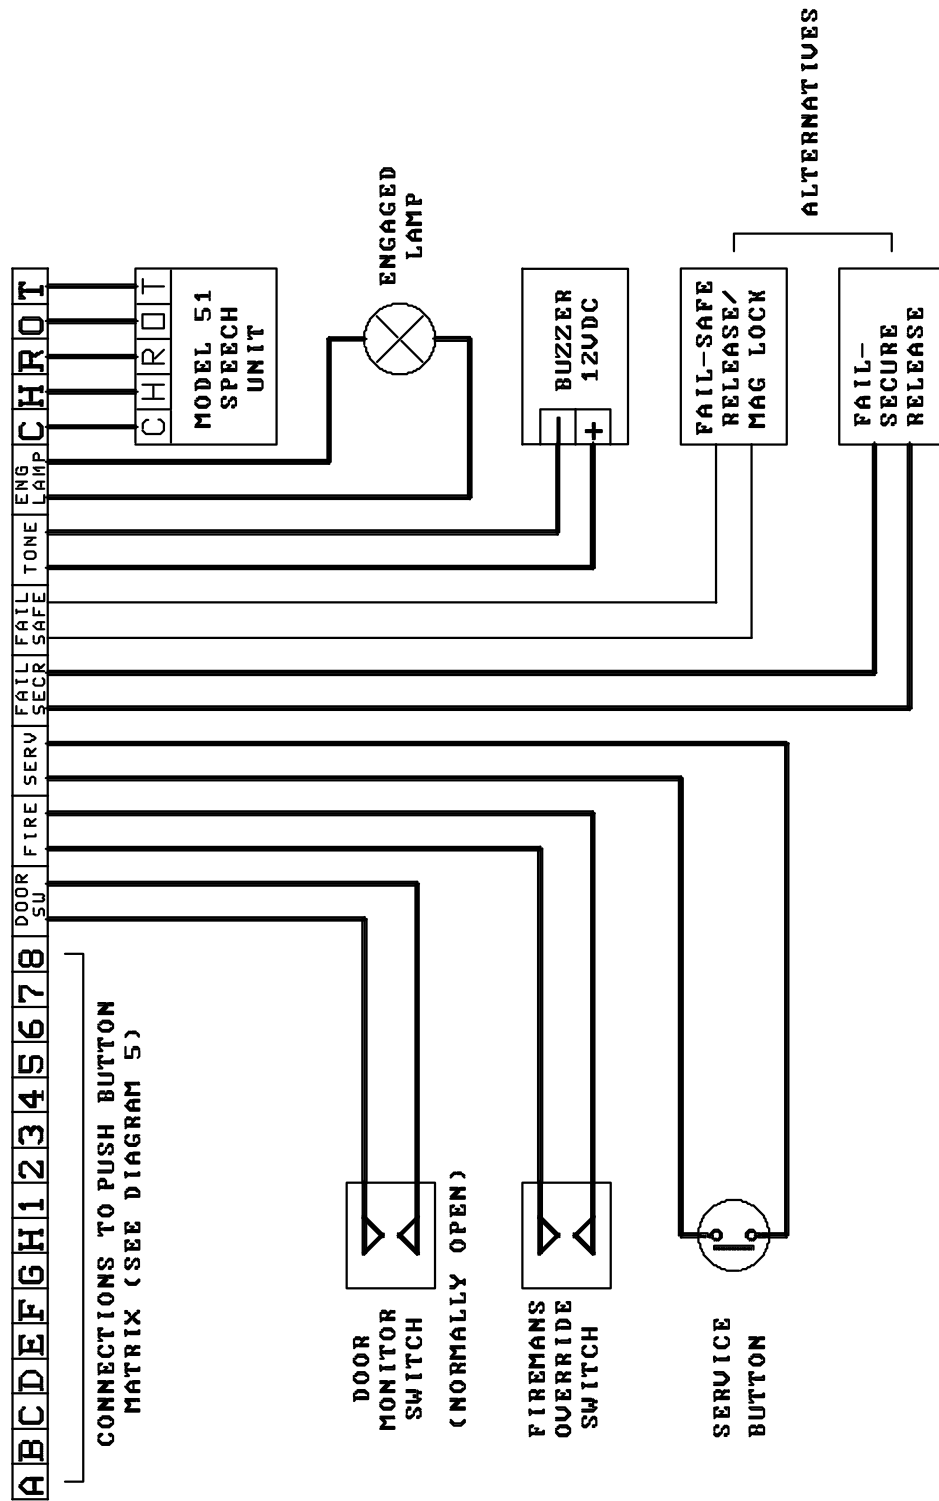 A B C D E F G H 1 2 3 4 5 6 7 8
DOOR
SW
FIRE
SERV
FAIL
SECR
FAIL
SAFE
TONE
ENG
LAMP
C H R O T
CONNECTIONS TO PUSH BUTTON
MATRIX (SEE DIAGRAM 5)
C H R O T
MODEL 51
SPEECH
UNIT
DOOR
MONITOR
SWITCH
(NORMALLY OPEN)
ENGAGED
LAMP
FIREMANS
OVERRIDE
SWITCH
- +
BUZZER
12VDC
SERVICE
BUTTON
FAIL-SAFE
RELEASE/
MAG LOCK
FAIL-
SECURE
RELEASE
ALTERNATIVES